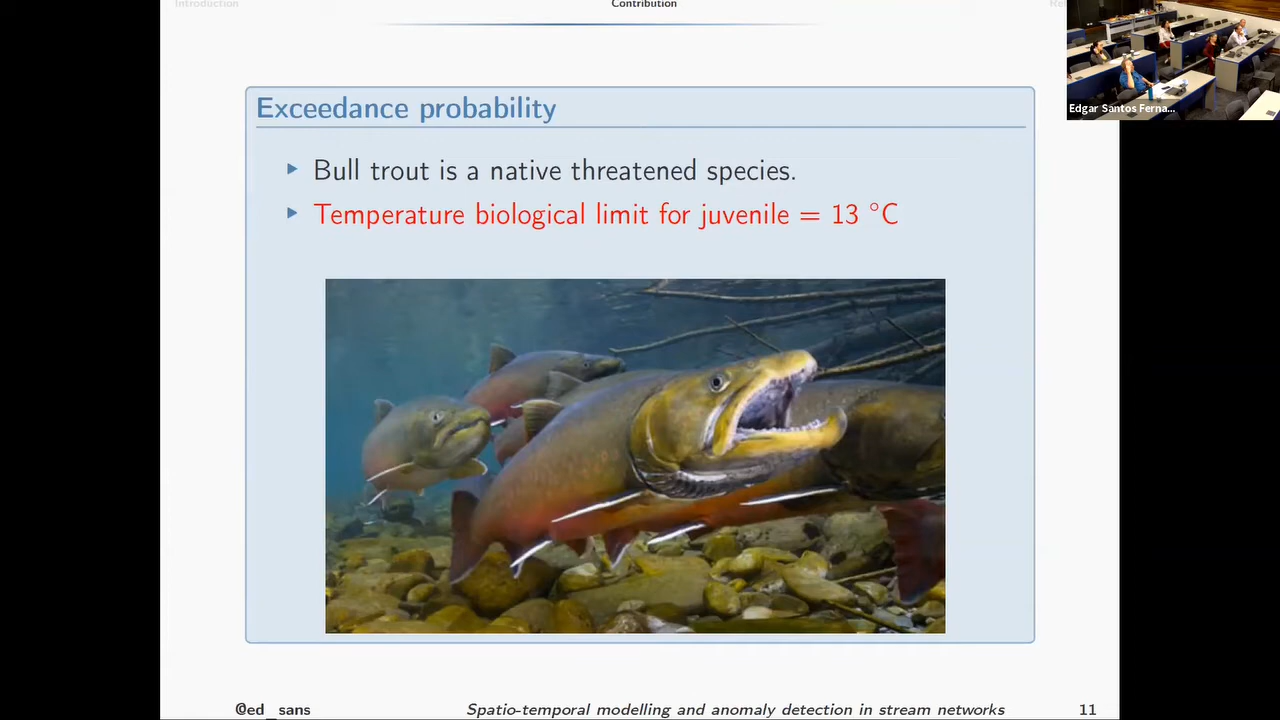 Introduction
Contribution
Edgar Santos Ferna...
Exceedance probability
Bull trout is a native threatened species.
Temperature biological limit for juvenile = 13 °C
@ed_sans
Spatio-temporal modelling and anomaly detection in stream networks
11